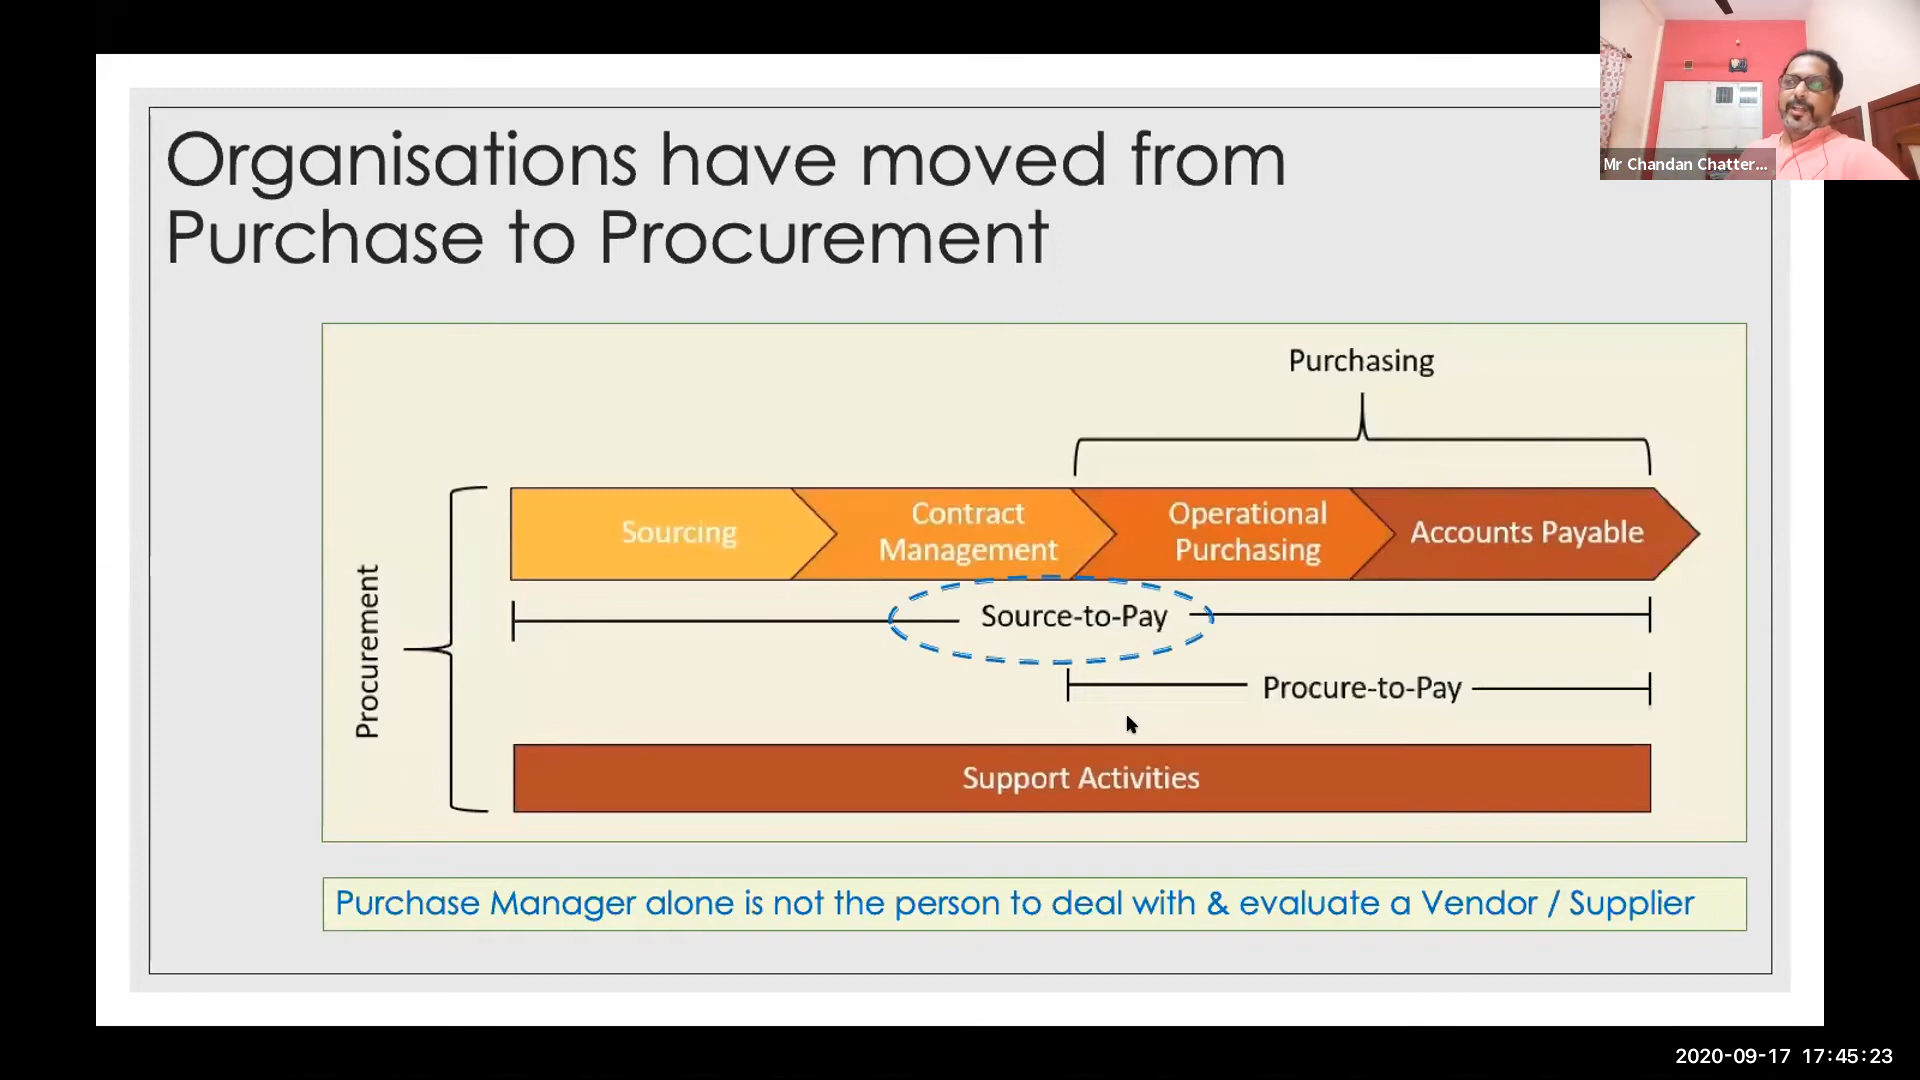 Organisations have moved from
Purchase to Procurement
Mr Chandan Chatter...
Purchasing
Procurement
Sourcing
Contract
Management
Operational
Purchasing
Accounts Payable
Source-to-Pay
Procure-to-Pay
Support Activities
Purchase Manager alone is not the person to deal with & evaluate a Vendor / Supplier
2020-09-17 17:45:23